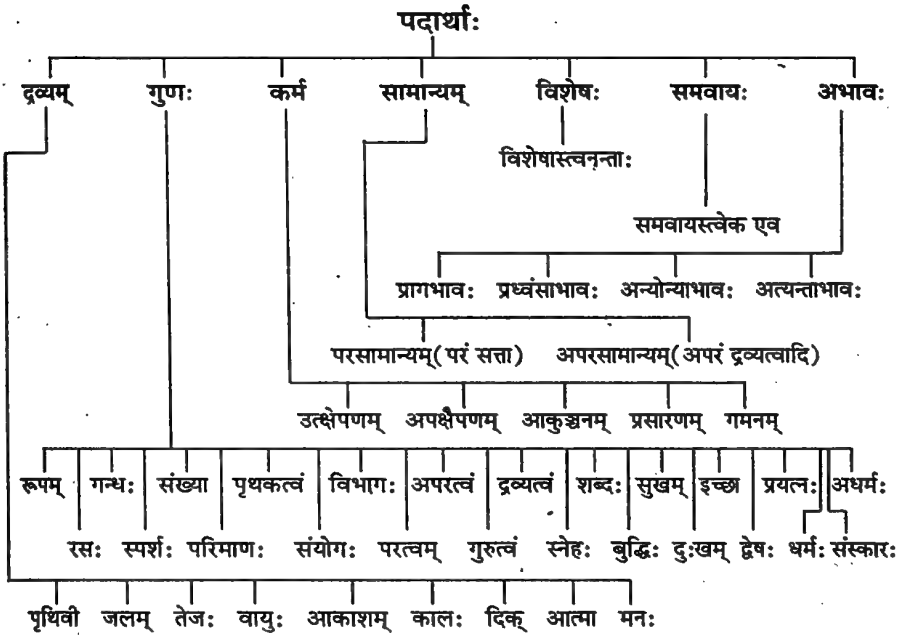 पदार्थाः
द्रव्यम् गुणः कर्म सामान्यम् विशेषः समवायः अभावः
विशेषास्त्वनन्ताः
समवायस्त्वेक एव
प्रागभावः प्रध्वंसाभावः अन्योन्याभावः अत्यन्ताभावः
परसामान्यम् (परं सत्ता) अपरसामान्यम् (अपरं द्रव्यत्वादि)
उत्क्षेपणम् अपक्षैपणम् आकुञ्चनम् प्रसारणम् गमनम्
रूपम् गन्धः संख्या पृथकत्वं विभागः अपरत्वं द्रव्यत्वं शब्दः सुखम् इच्छा प्रयत्नः अधर्मः
रसः स्पर्शः परिमाणः संयोगः परत्वम् गुरुत्वं स्नेहः बुद्धिः दुःखम् द्वेषः धर्मः संस्कारः
पृथिवी जलम् तेजः वायुः आकाशम् कालः दिक् आत्मा मनः